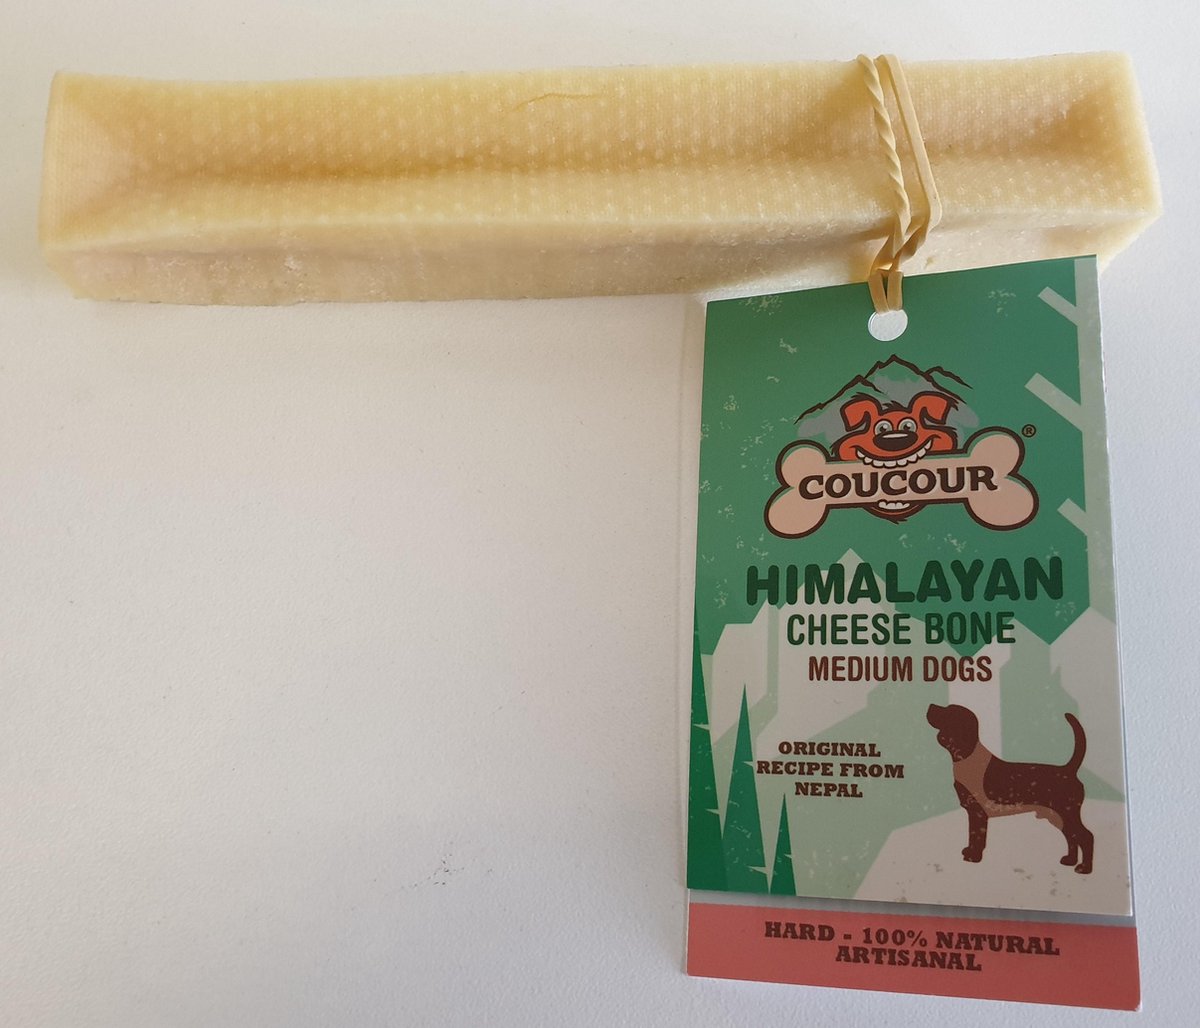 ®
COUCOUR
HIMALAYAN
CHEESE BONE
MEDIUM DOGS
ORIGINAL
RECIPE FROM
NEPAL
HARD - 100% NATURAL
ARTISANAL